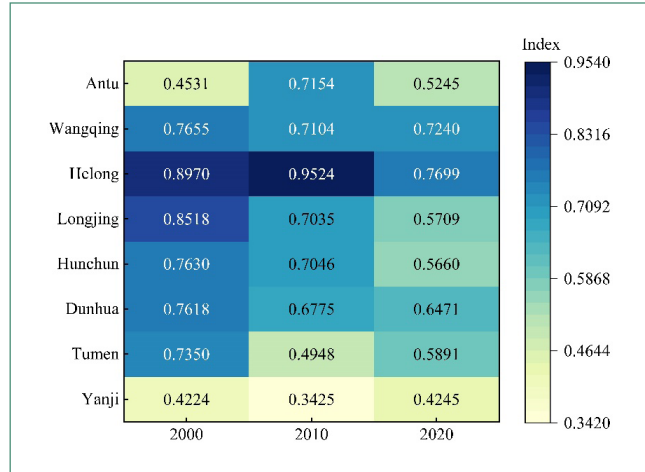 Index
Antu 0.4531 0.7154 0.5245
Wangqing 0.7655 0.7104 0.7240
Helong 0.8970 0.9524 0.7699
Longjing 0.8518 0.7035 0.5709
Hunchun 0.7630 0.7046 0.5660
Dunhua 0.7618 0.6775 0.6471
Tumen 0.7350 0.4948 0.5891
Yanji 0.4224 0.3425 0.4245
2000 2010 2020
0.9540
0.8316
0.7092
0.5868
0.4644
0.3420